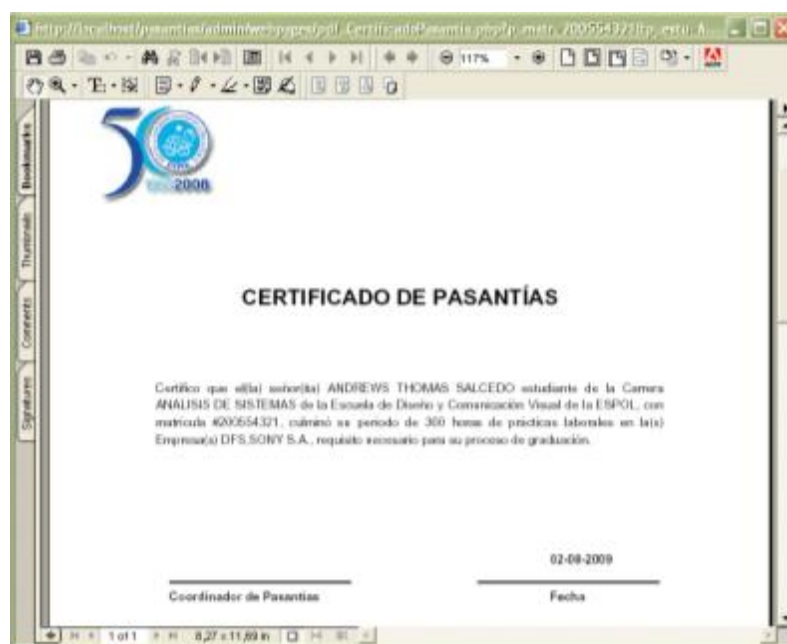 117%
Bookmarks
Thumbnails
Comments
Signatures
2008
CERTIFICADO DE PASANTÍAS
Certifico que el(la) señor(ita) ANDREWS THOMAS SALCEDO estudiante de la Carrera
ANALISIS DE SISTEMAS de la Escuela de Diseño y Comunicación Visual de la ESPOL, con
matricula #200554321, culminó su periodo de 360 horas de prácticas laborales en la(s)
Empresa(s) DFS,SONY S.A., requisito necesario para su proceso de graduación.
02-08-2009
Coordinador de Pasantías
Fecha
1 of 1
8,27 x 11,69 in